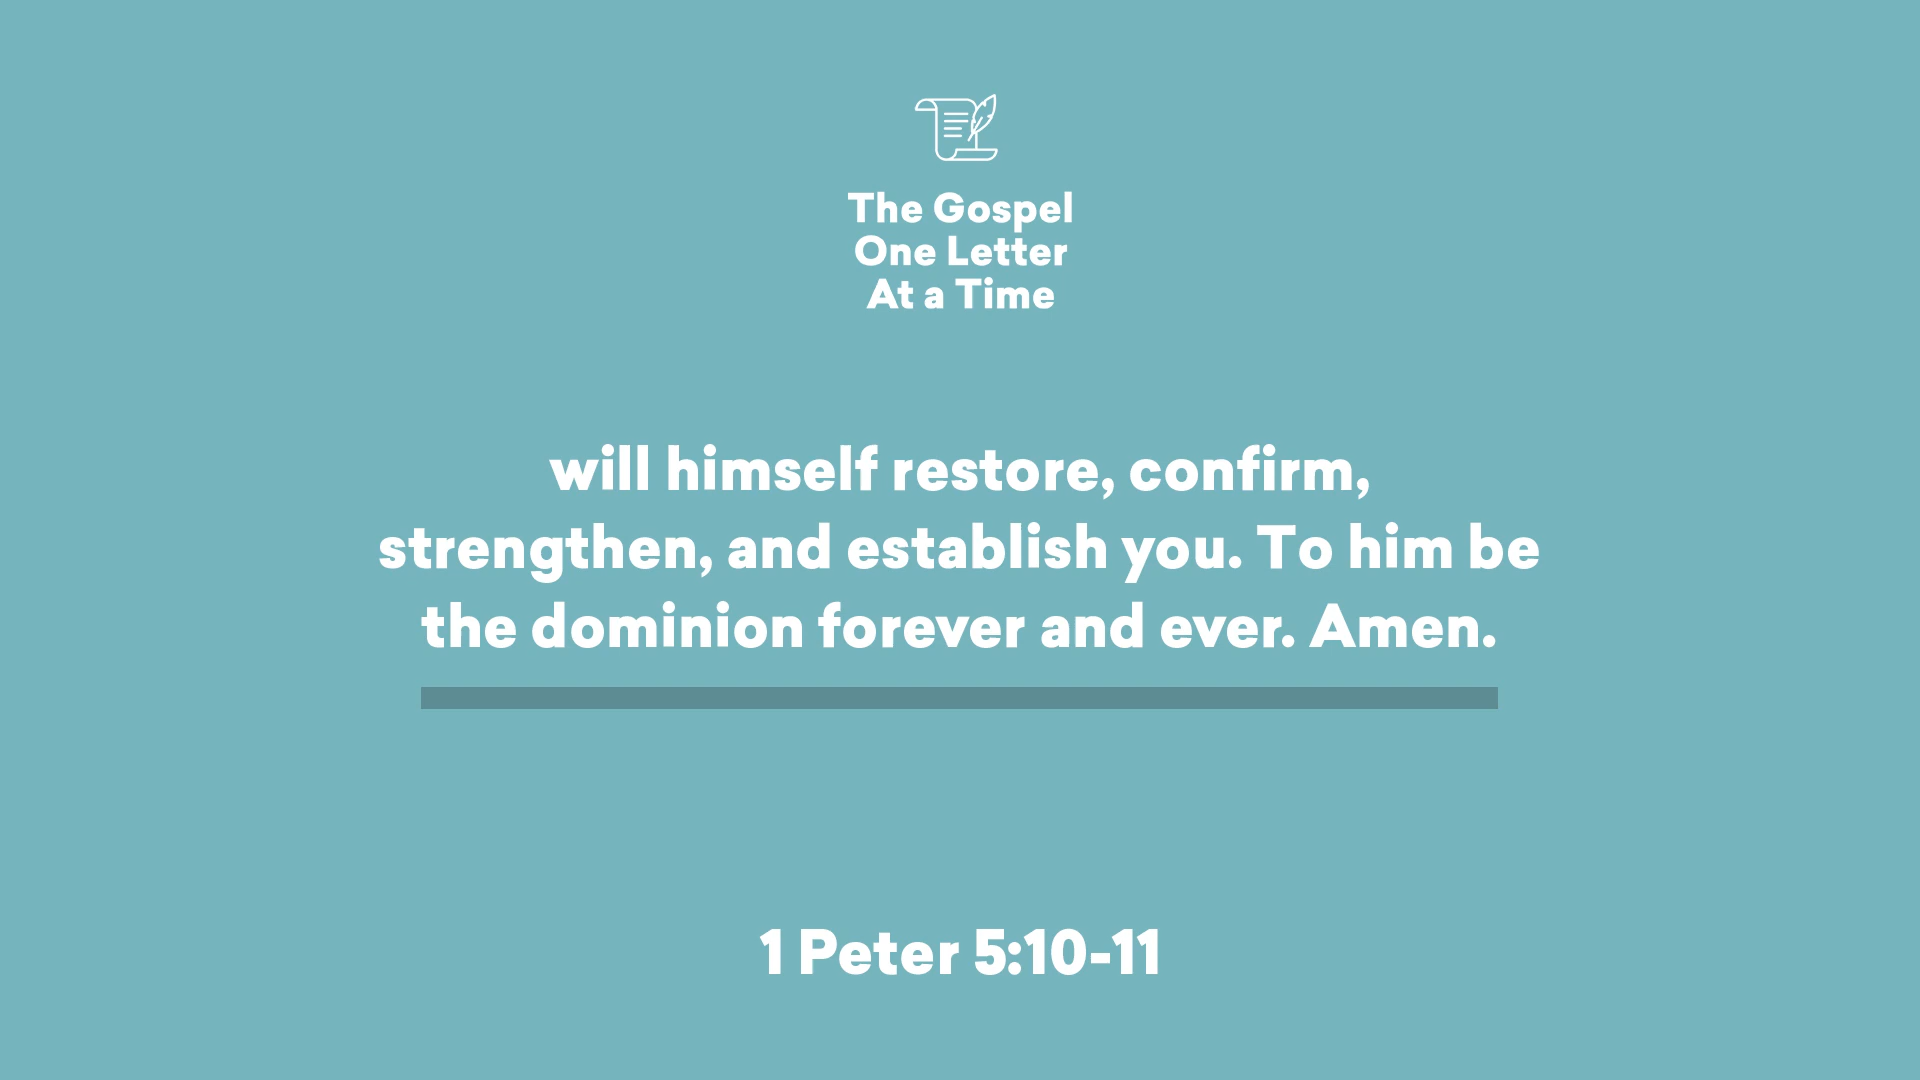 The Gospel
One Letter
At a Time
will himself restore, confirm,
strengthen, and establish you. To him be
the dominion forever and ever. Amen.
1 Peter 5:10-11